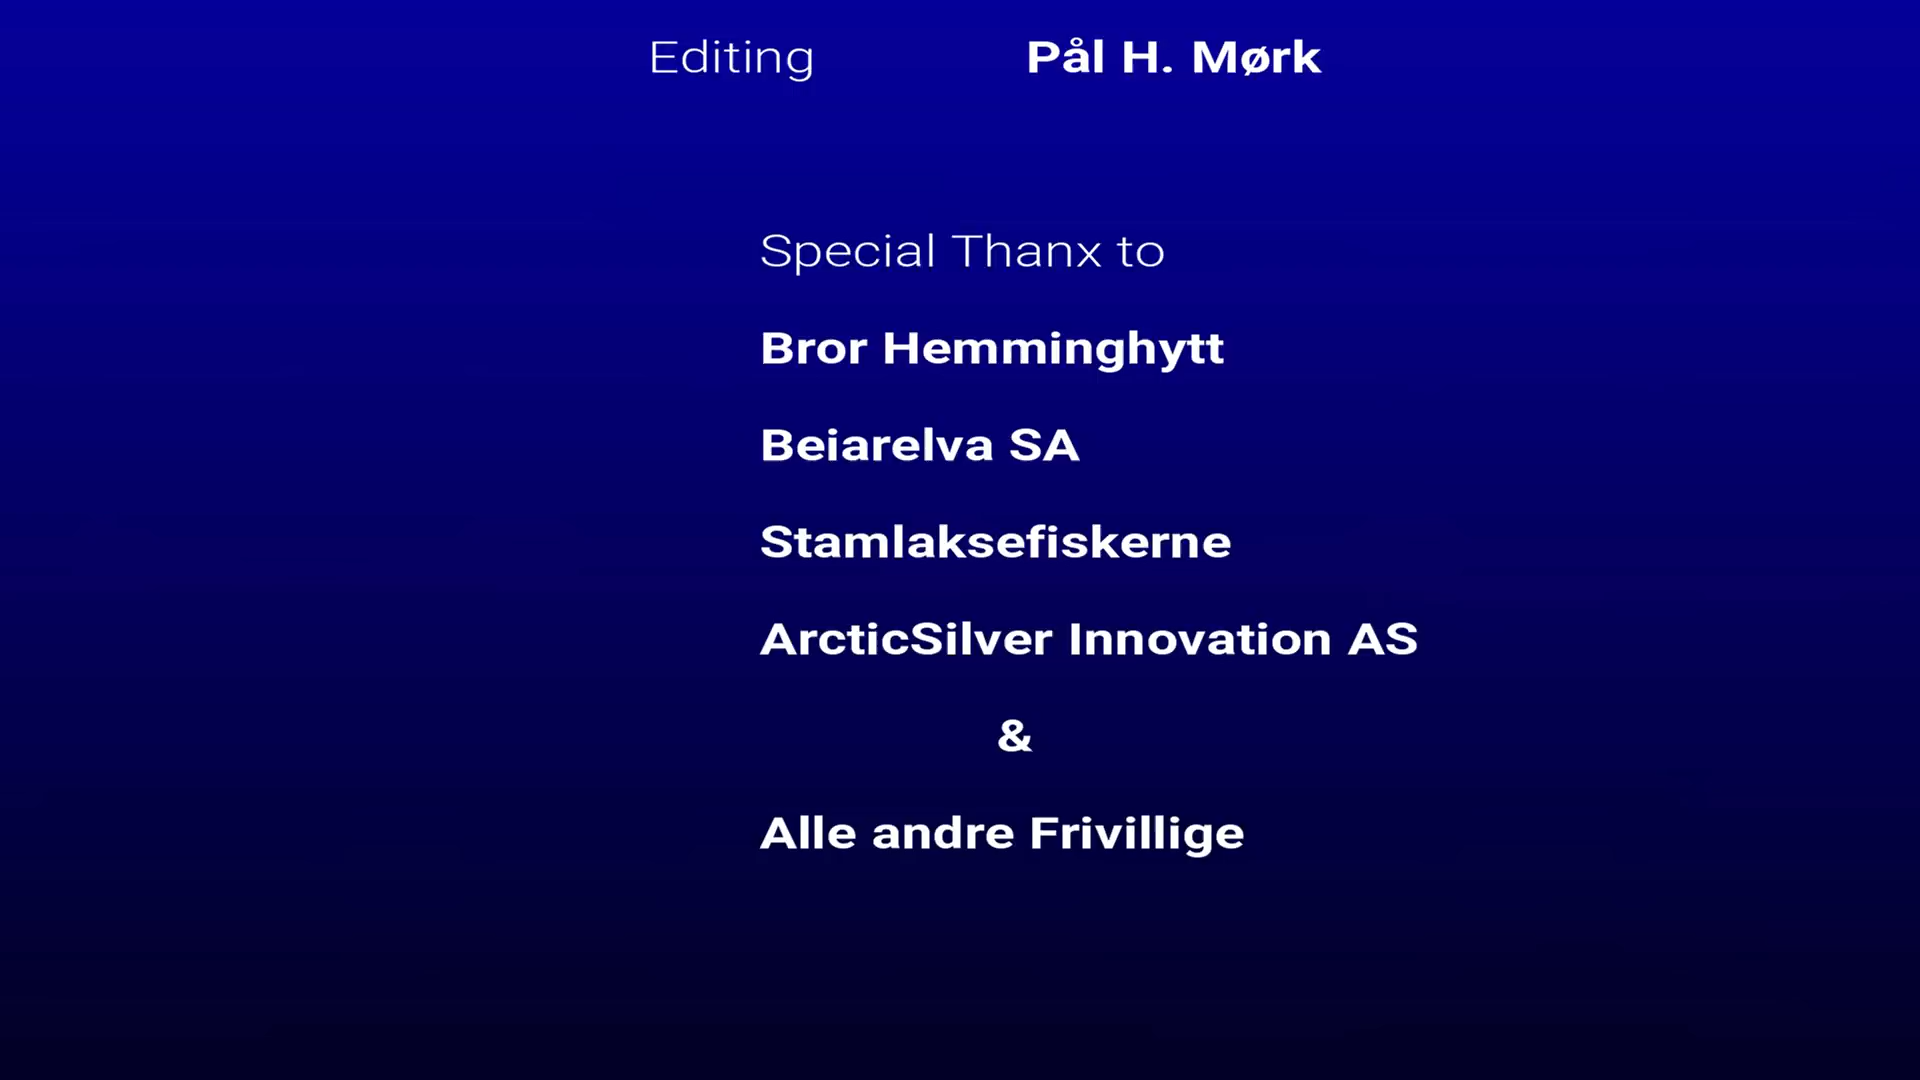 Editing Pål H. Mørk
Special Thanx to
Bror Hemminghytt
Beiarelva SA
Stamlaksefiskerne
ArcticSilver Innovation AS
&
Alle andre Frivillige